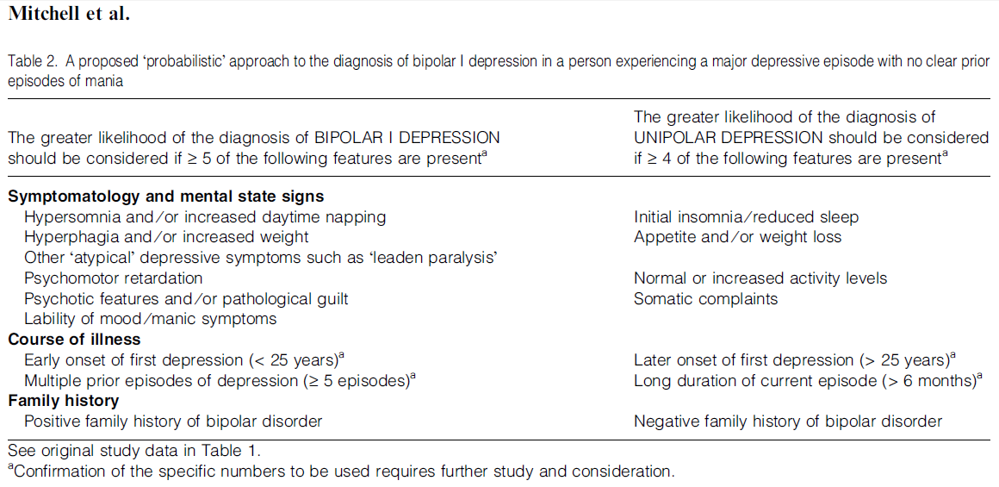 Mitchell et al.
Table 2. A proposed ‘probabilistic’ approach to the diagnosis of bipolar I depression in a person experiencing a major depressive episode with no clear prior
episodes of mania
The greater likelihood of the diagnosis of BIPOLAR I DEPRESSION
should be considered if ≥ 5 of the following features are presentᵃ
The greater likelihood of the diagnosis of
UNIPOLAR DEPRESSION should be considered
if ≥ 4 of the following features are presentᵃ
Symptomatology and mental state signs
Hypersomnia and/or increased daytime napping Initial insomnia/reduced sleep
Hyperphagia and/or increased weight Appetite and/or weight loss
Other ‘atypical’ depressive symptoms such as ‘leaden paralysis’
Psychomotor retardation Normal or increased activity levels
Psychotic features and/or pathological guilt Somatic complaints
Lability of mood/manic symptoms
Course of illness
Early onset of first depression (< 25 years)ᵃ Later onset of first depression (> 25 years)ᵃ
Multiple prior episodes of depression (≥ 5 episodes)ᵃ Long duration of current episode (> 6 months)ᵃ
Family history
Positive family history of bipolar disorder Negative family history of bipolar disorder
See original study data in Table 1.
ᵃConfirmation of the specific numbers to be used requires further study and consideration.